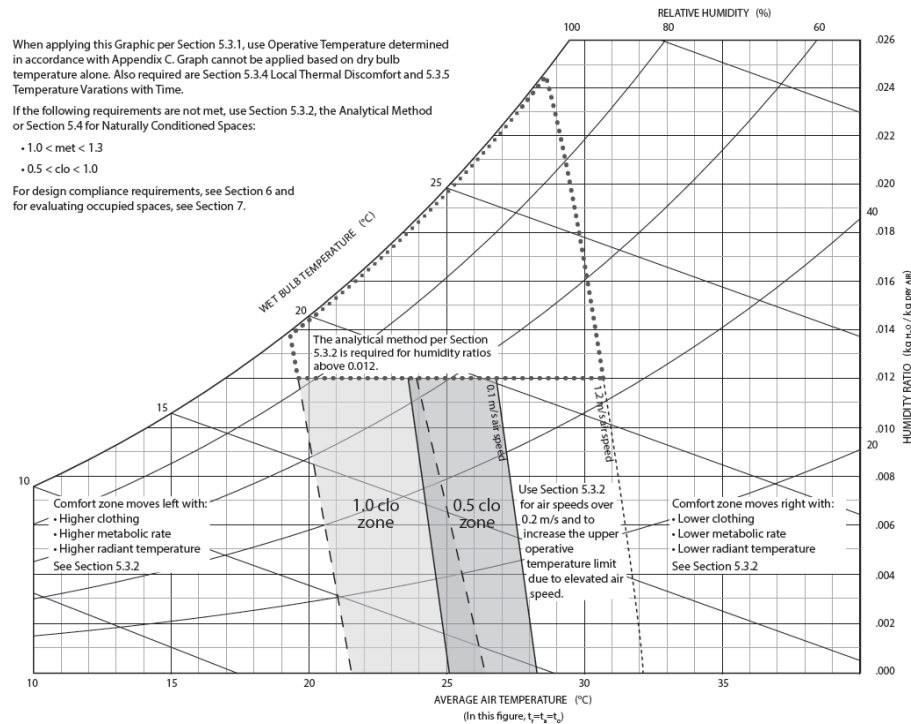 RELATIVE HUMIDITY (%)
100
80
60
When applying this Graphic per Section 5.3.1, use Operative Temperature determined
in accordance with Appendix C. Graph cannot be applied based on dry bulb
temperature alone. Also required are Section 5.3.4 Local Thermal Discomfort and 5.3.5
Temperature Varations with Time.
If the following requirements are not met, use Section 5.3.2, the Analytical Method
or Section 5.4 for Naturally Conditioned Spaces:
• 1.0 < met < 1.3
• 0.5 < clo < 1.0
For design compliance requirements, see Section 6 and
for evaluating occupied spaces, see Section 7.
WET BULB TEMPERATURE (°C)
25
20
15
10
.026
.024
.022
.020
.018
.016
.014
.012
.010
.008
.006
.004
.002
.000
40
20
HUMIDITY RATIO (kg H₂O / kg DRY AIR)
The analytical method per Section
5.3.2 is required for humidity ratios
above 0.012.
0.1 m/s air speed
1.2 m/s air speed
Comfort zone moves left with:
• Higher clothing
• Higher metabolic rate
• Higher radiant temperature
See Section 5.3.2
1.0 clo
zone
0.5 clo
zone
Use Section 5.3.2
for air speeds over
0.2 m/s and to
increase the upper
operative
temperature limit
due to elevated air
speed.
Comfort zone moves right with:
• Lower clothing
• Lower metabolic rate
• Lower radiant temperature
See Section 5.3.2
10
15
20
25
30
35
AVERAGE AIR TEMPERATURE (°C)